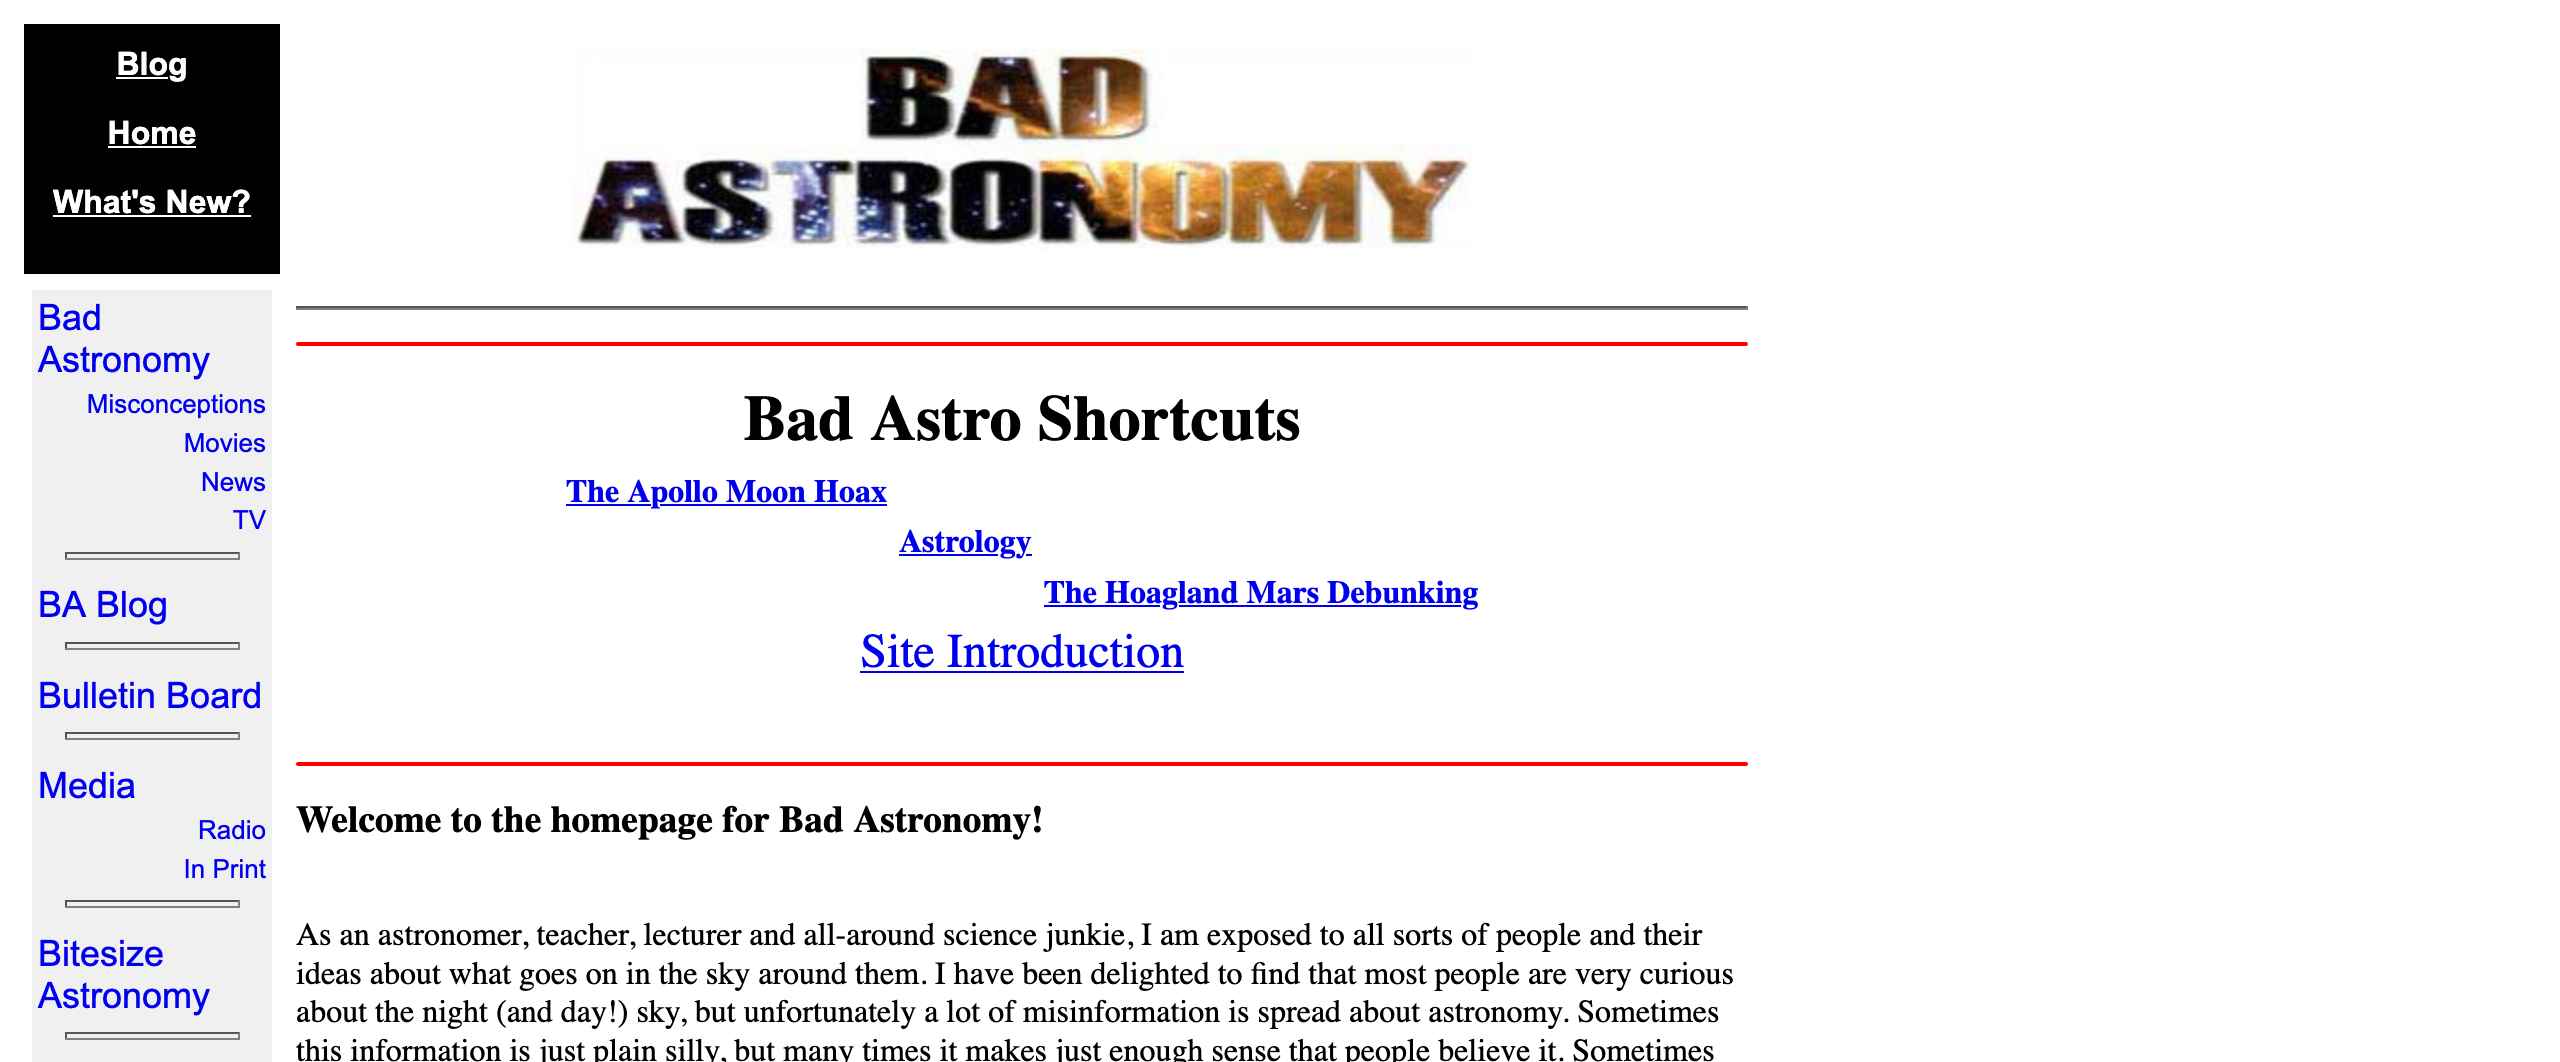 Blog
Home
What's New?
BAD
ASTRONOMY
Bad
Astronomy
Misconceptions
Movies
News
TV
BA Blog
Bulletin Board
Media
Radio
In Print
Bitesize
Astronomy
Bad Astro Shortcuts
The Apollo Moon Hoax
Astrology
The Hoagland Mars Debunking
Site Introduction
Welcome to the homepage for Bad Astronomy!
As an astronomer, teacher, lecturer and all-around science junkie, I am exposed to all sorts of people and their
ideas about what goes on in the sky around them. I have been delighted to find that most people are very curious
about the night (and day!) sky, but unfortunately a lot of misinformation is spread about astronomy. Sometimes
this information is just plain silly, but many times it makes just enough sense that people believe it. Sometimes